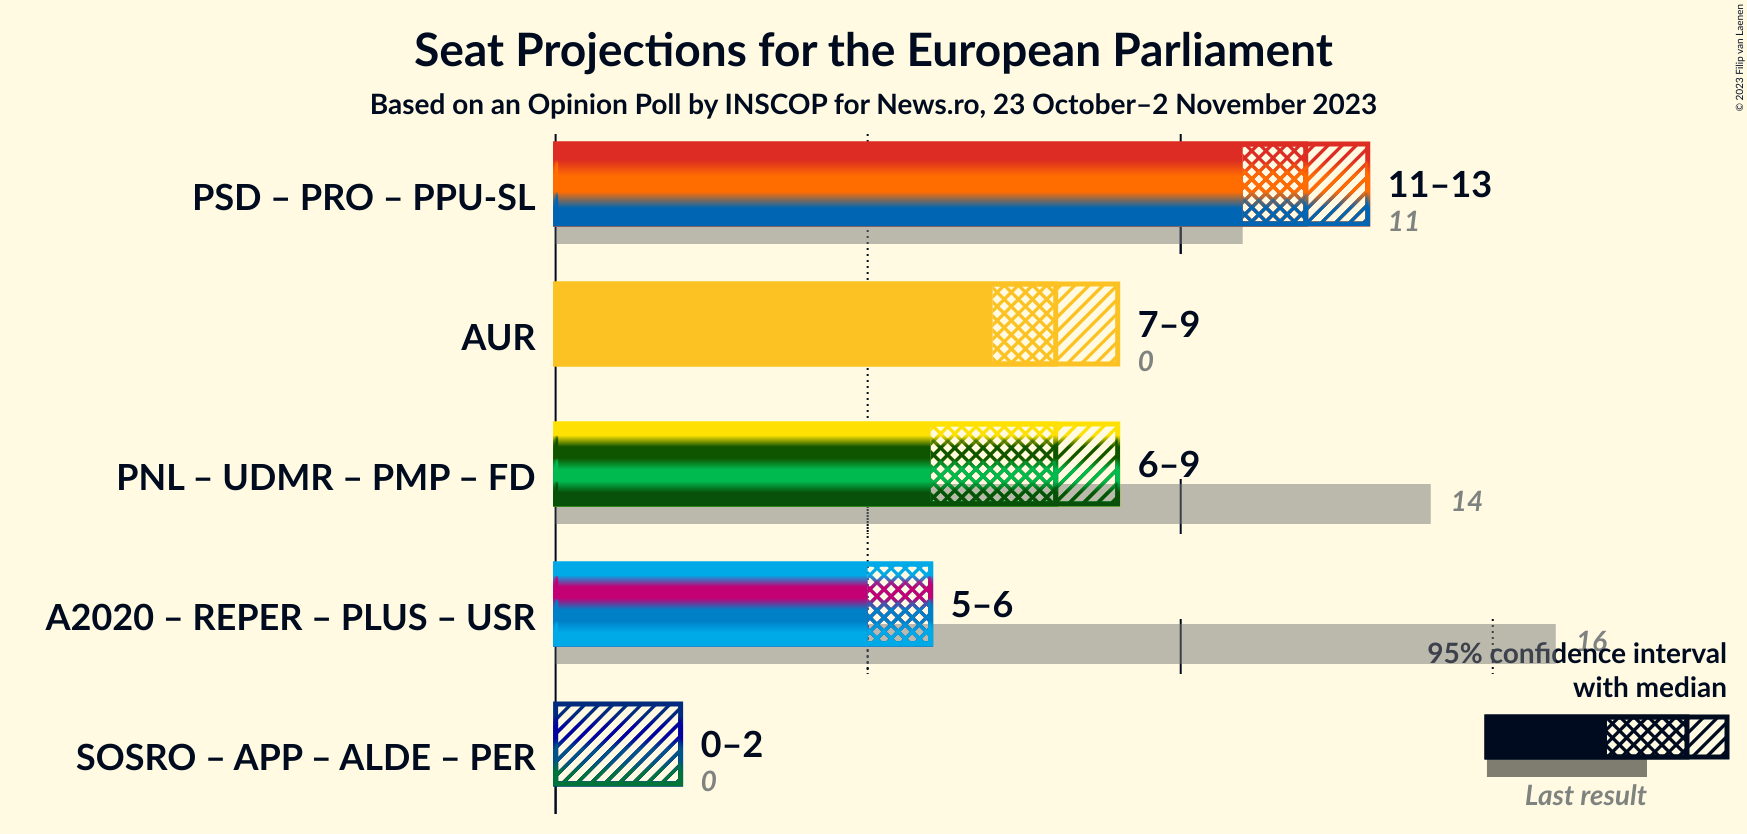 Seat Projections for the European Parliament
Based on an Opinion Poll by INSCOP for News.ro, 23 October–2 November 2023
© 2023 Filip van Laenen
PSD – PRO – PPU-SL
11–13
11
AUR
7–9
0
PNL – UDMR – PMP – FD
6–9
14
A2020 – REPER – PLUS – USR
5–6
16
95% confidence interval
with median
SOSRO – APP – ALDE – PER
0–2
0
Last result